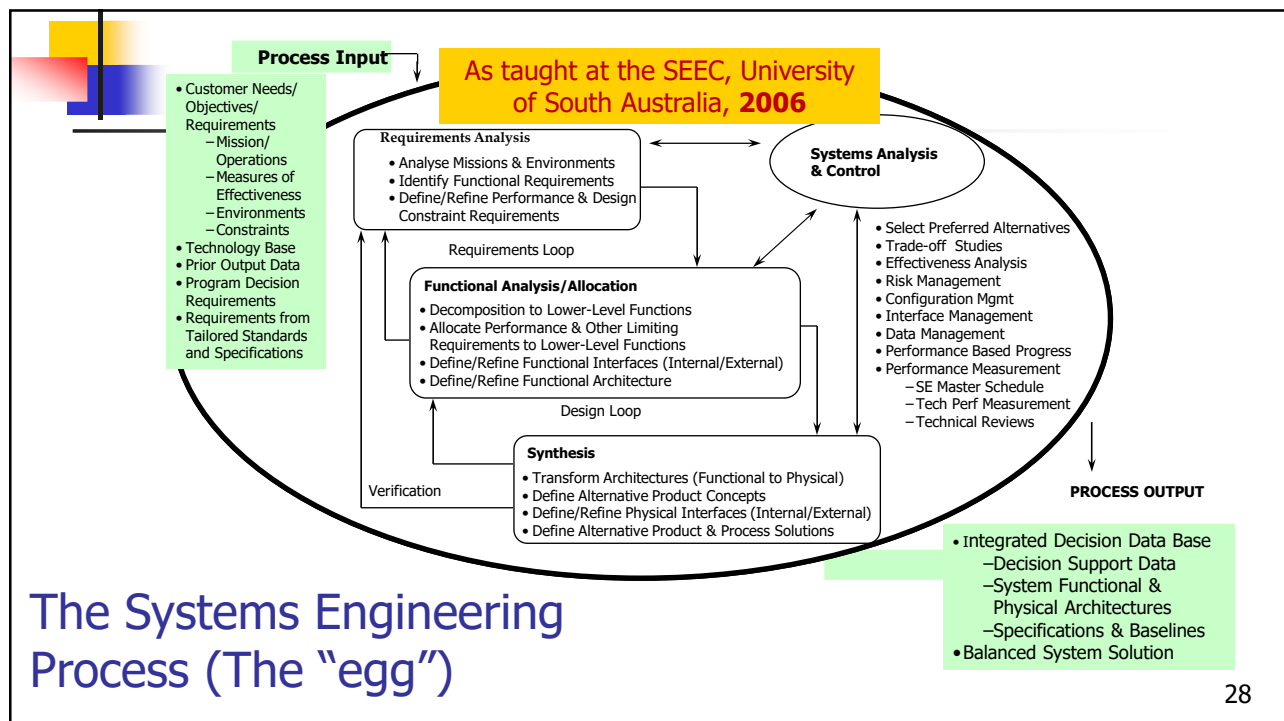 Process Input
As taught at the SEEC, University
of South Australia, 2006
• Customer Needs/
Objectives/
Requirements
–Mission/
Operations
–Measures of
Effectiveness
–Environments
–Constraints
• Technology Base
• Prior Output Data
• Program Decision
Requirements
• Requirements from
Tailored Standards
and Specifications
Requirements Analysis
• Analyse Missions & Environments
• Identify Functional Requirements
• Define/Refine Performance & Design
Constraint Requirements
Systems Analysis
& Control
• Select Preferred Alternatives
• Trade-off Studies
• Effectiveness Analysis
• Risk Management
• Configuration Mgmt
• Interface Management
• Data Management
• Performance Based Progress
• Performance Measurement
–SE Master Schedule
–Tech Perf Measurement
–Technical Reviews
Requirements Loop
Functional Analysis/Allocation
• Decomposition to Lower-Level Functions
• Allocate Performance & Other Limiting
Requirements to Lower-Level Functions
• Define/Refine Functional Interfaces (Internal/External)
• Define/Refine Functional Architecture
Design Loop
Synthesis
• Transform Architectures (Functional to Physical)
• Define Alternative Product Concepts
• Define/Refine Physical Interfaces (Internal/External)
• Define Alternative Product & Process Solutions
Verification
PROCESS OUTPUT
• Integrated Decision Data Base
–Decision Support Data
–System Functional &
Physical Architectures
–Specifications & Baselines
• Balanced System Solution
The Systems Engineering
Process (The “egg”)
28